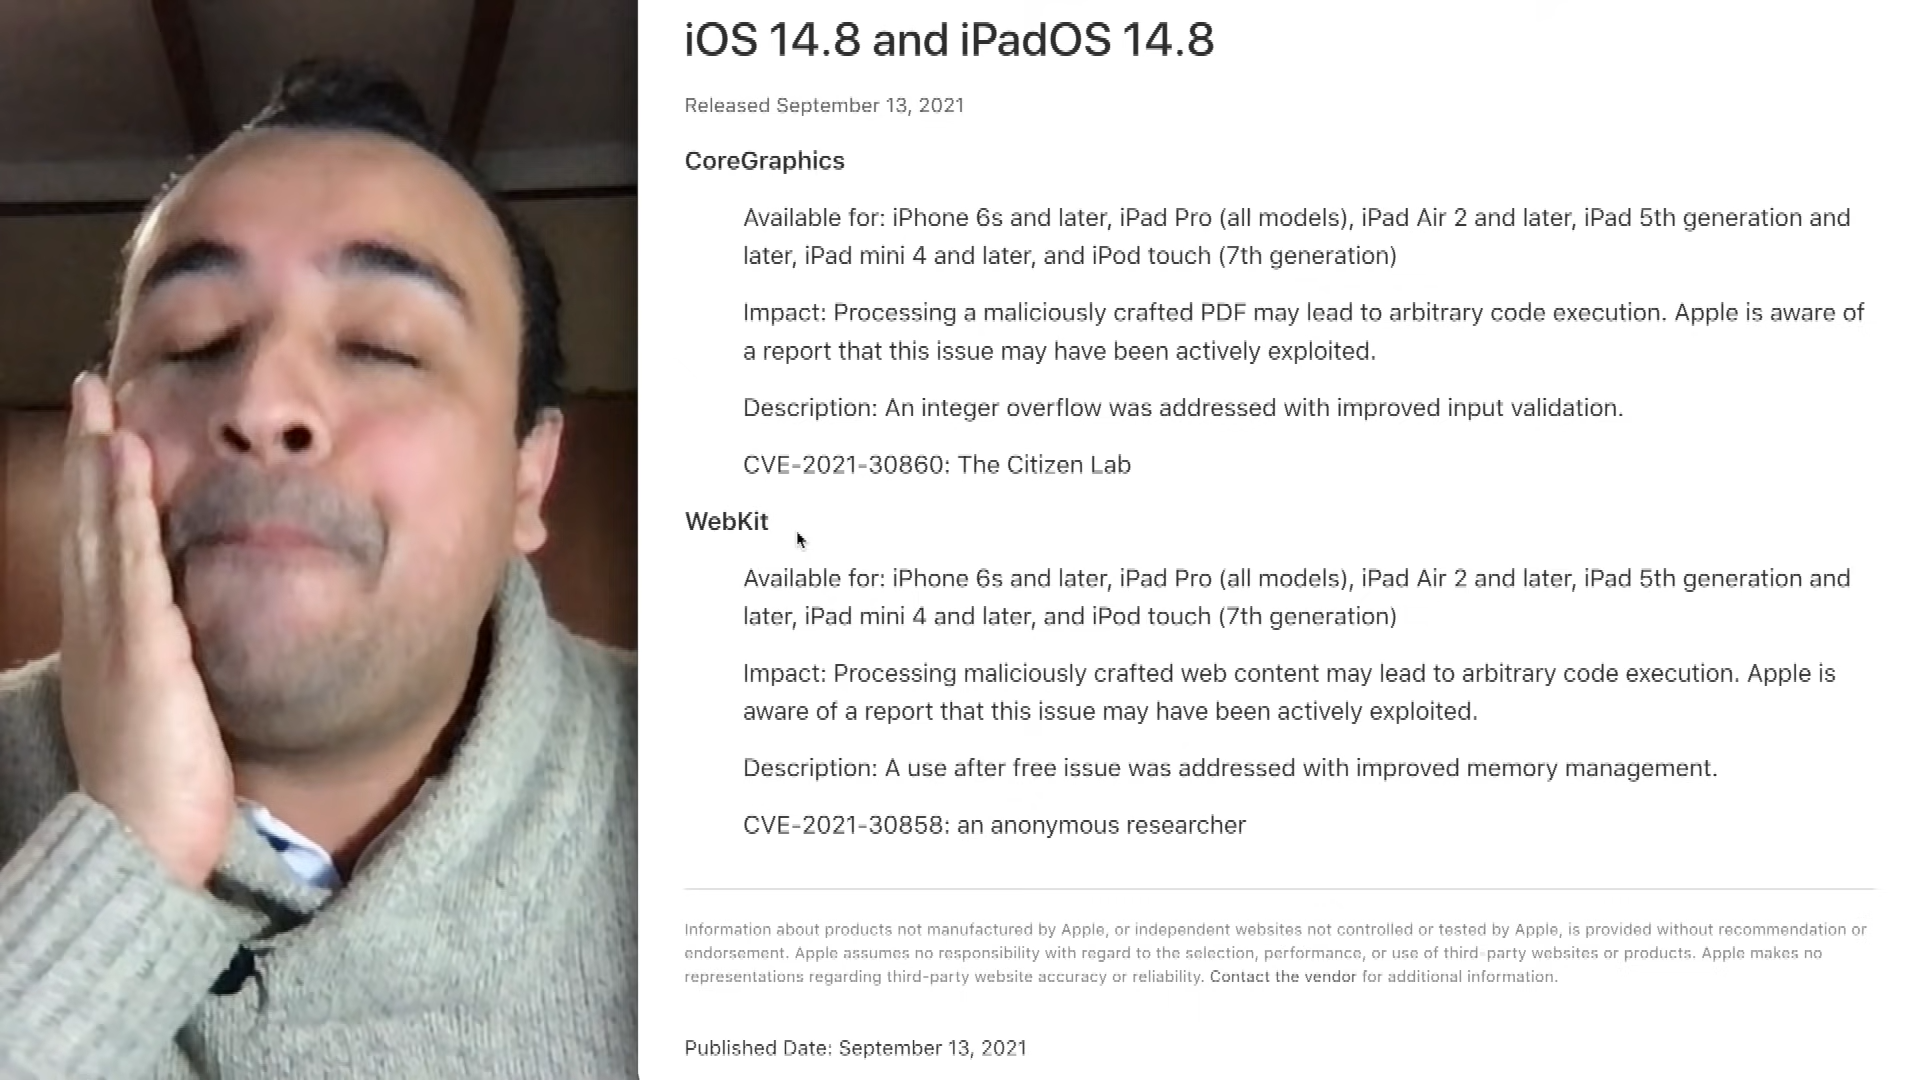 iOS 14.8 and iPadOS 14.8
Released September 13, 2021
CoreGraphics
Available for: iPhone 6s and later, iPad Pro (all models), iPad Air 2 and later, iPad 5th generation and
later, iPad mini 4 and later, and iPod touch (7th generation)
Impact: Processing a maliciously crafted PDF may lead to arbitrary code execution. Apple is aware of
a report that this issue may have been actively exploited.
Description: An integer overflow was addressed with improved input validation.
CVE-2021-30860: The Citizen Lab
WebKit
Available for: iPhone 6s and later, iPad Pro (all models), iPad Air 2 and later, iPad 5th generation and
later, iPad mini 4 and later, and iPod touch (7th generation)
Impact: Processing maliciously crafted web content may lead to arbitrary code execution. Apple is
aware of a report that this issue may have been actively exploited.
Description: A use after free issue was addressed with improved memory management.
CVE-2021-30858: an anonymous researcher
Information about products not manufactured by Apple, or independent websites not controlled or tested by Apple, is provided without recommendation or
endorsement. Apple assumes no responsibility with regard to the selection, performance, or use of third-party websites or products. Apple makes no
representations regarding third-party website accuracy or reliability. Contact the vendor for additional information.
Published Date: September 13, 2021